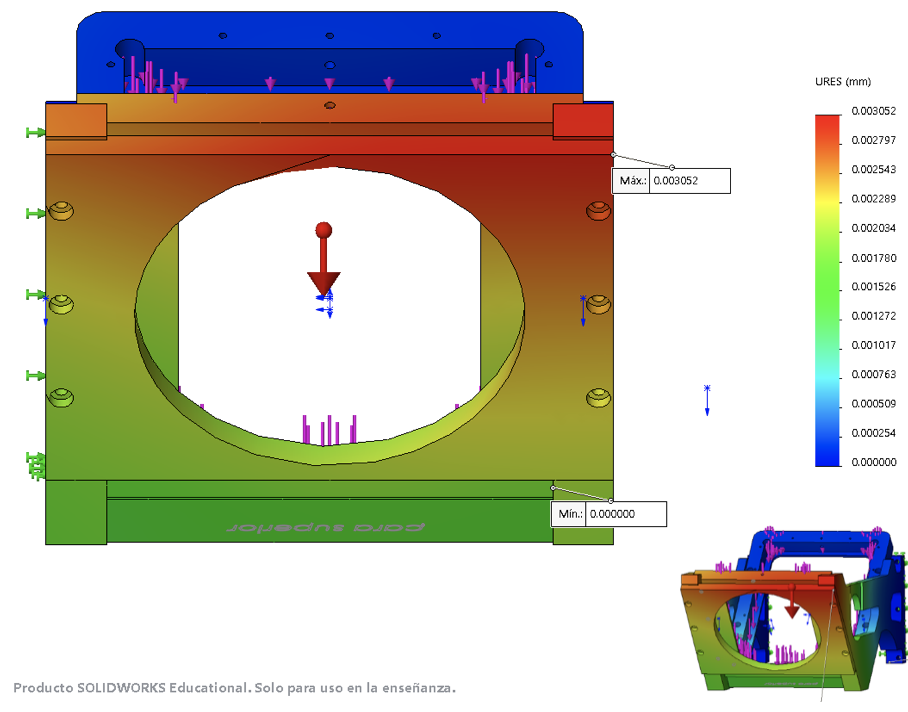 URES (mm)
0.003052
0.002797
0.002543
0.002289
0.002034
0.001780
0.001526
0.001272
0.001017
0.000763
0.000509
0.000254
0.000000
Máx.: 0.003052
Mín.: 0.000000
para superior
Producto SOLIDWORKS Educational. Solo para uso en la enseñanza.